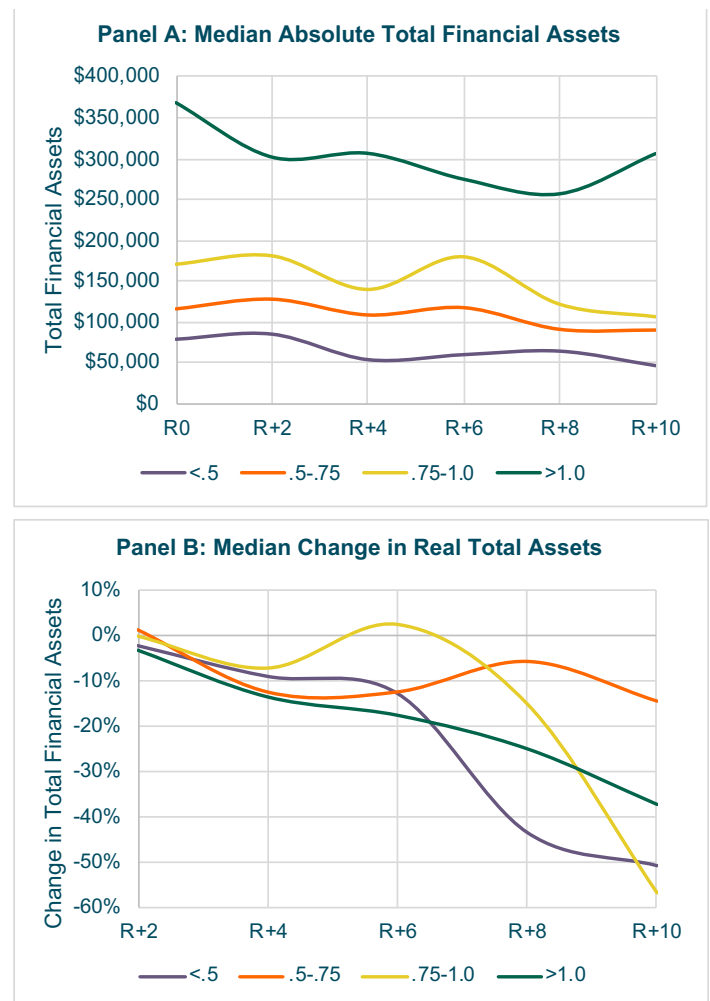 Panel A: Median Absolute Total Financial Assets
Total Financial Assets
$400,000
$350,000
$300,000
$250,000
$200,000
$150,000
$100,000
$50,000
$0
R0 R+2 R+4 R+6 R+8 R+10
<.5 .5-.75 .75-1.0 >1.0
Panel B: Median Change in Real Total Assets
Change in Total Financial Assets
10%
0%
-10%
-20%
-30%
-40%
-50%
-60%
R+2 R+4 R+6 R+8 R+10
<.5 .5-.75 .75-1.0 >1.0